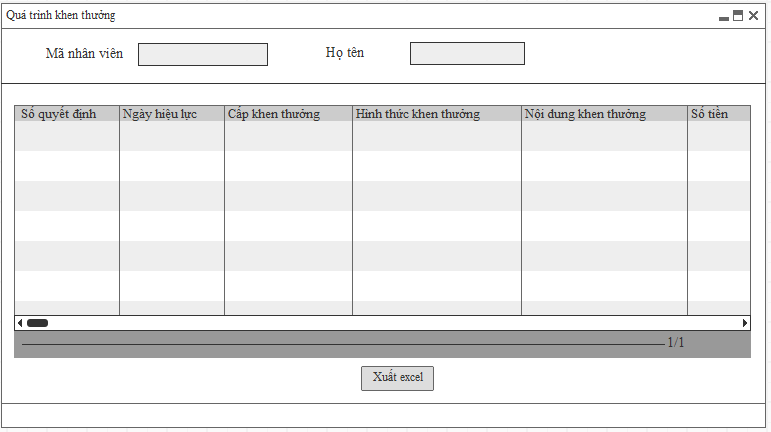 Quá trình khen thưởng
Mã nhân viên Họ tên
Số quyết định Ngày hiệu lực Cấp khen thưởng Hình thức khen thưởng Nội dung khen thưởng Số tiền
1/1
Xuất excel